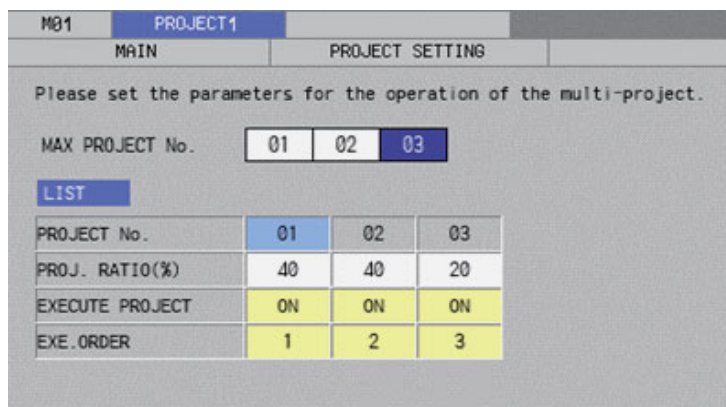 M01 PROJECT1
MAIN PROJECT SETTING
Please set the parameters for the operation of the multi-project.
MAX PROJECT No. 01 02 03
LIST
PROJECT No. 01 02 03
PROJ. RATIO(%) 40 40 20
EXECUTE PROJECT ON ON ON
EXE.ORDER 1 2 3